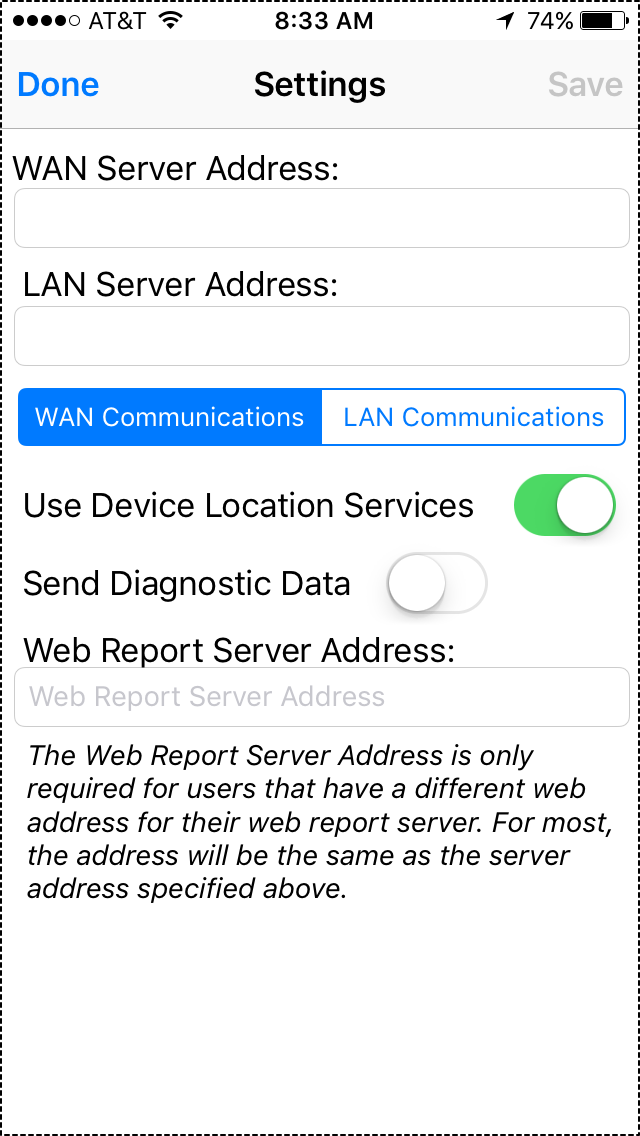 AT&T 8:33 AM 74%
Done Settings Save
WAN Server Address:
LAN Server Address:
WAN Communications LAN Communications
Use Device Location Services
Send Diagnostic Data
Web Report Server Address:
Web Report Server Address
The Web Report Server Address is only
required for users that have a different web
address for their web report server. For most,
the address will be the same as the server
address specified above.